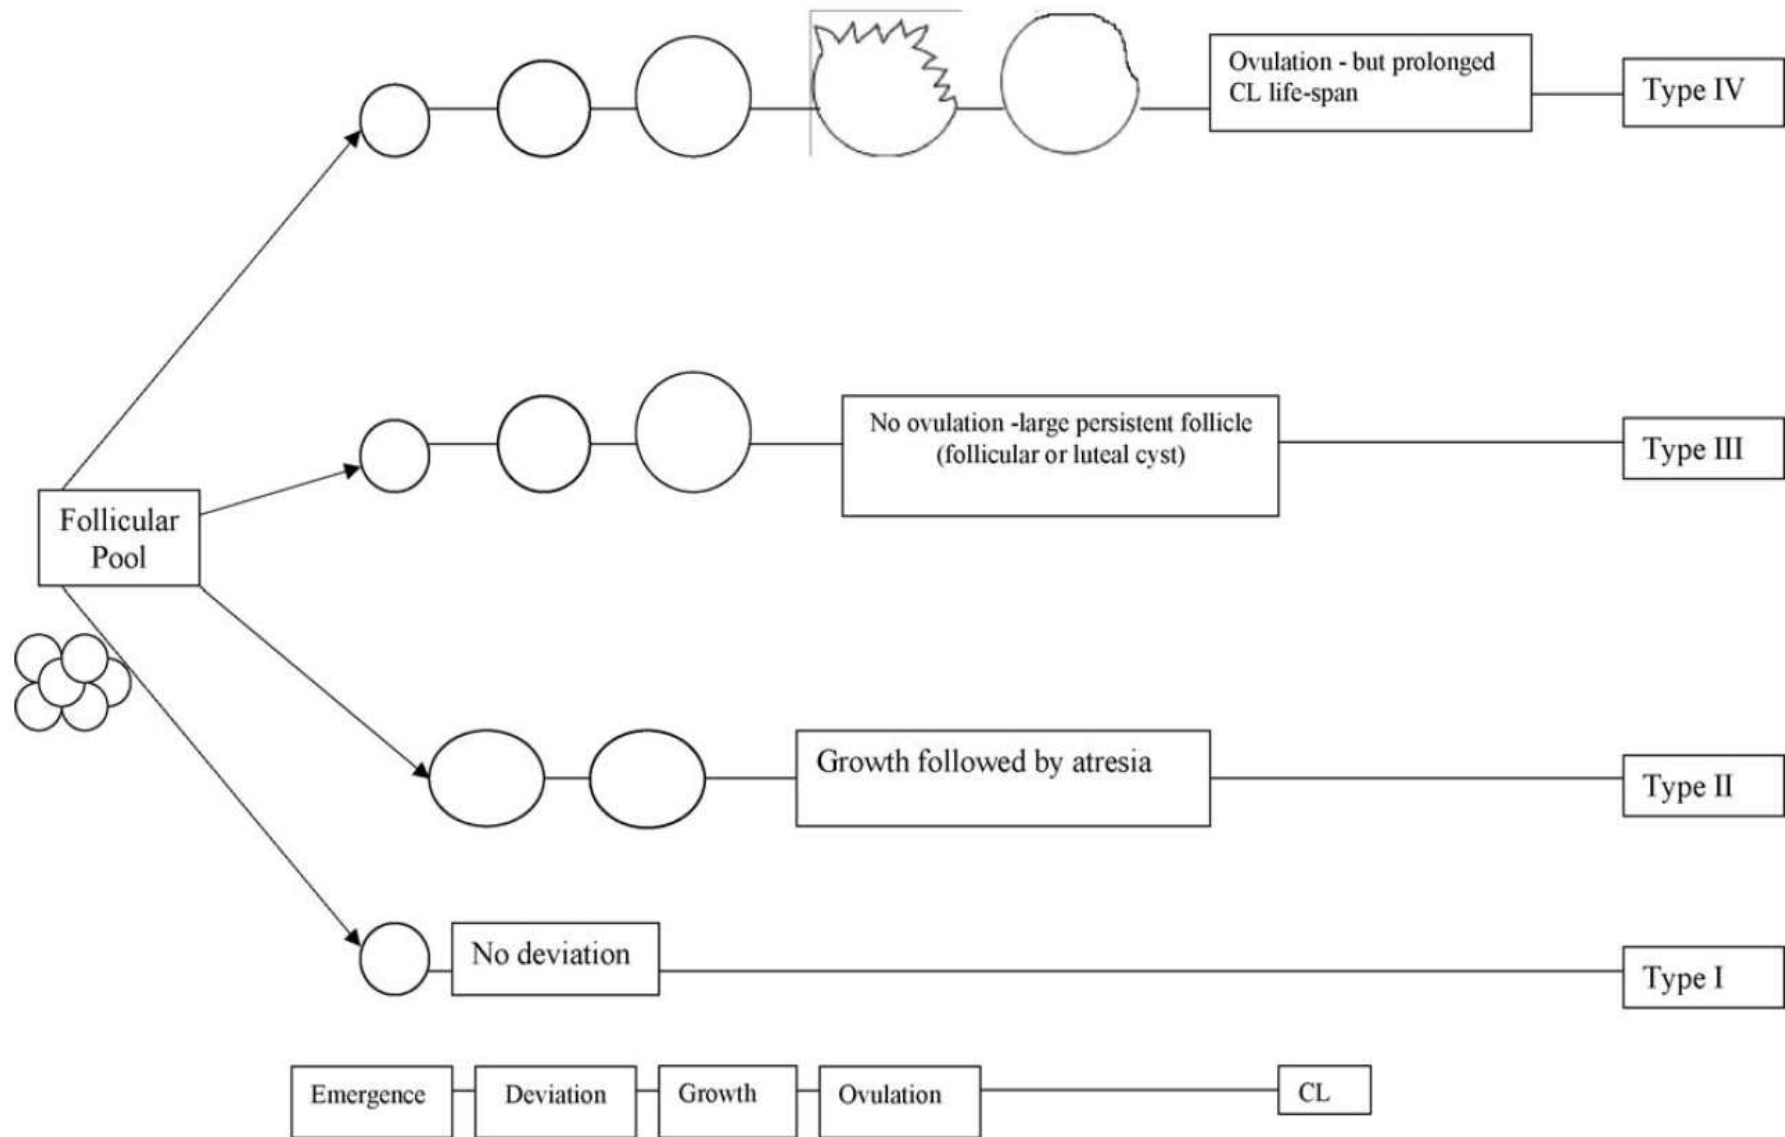 Ovulation - but prolonged
CL life-span
Type IV
No ovulation -large persistent follicle
(follicular or luteal cyst)
Type III
Follicular
Pool
Growth followed by atresia
Type II
No deviation
Type I
Emergence
Deviation
Growth
Ovulation
CL